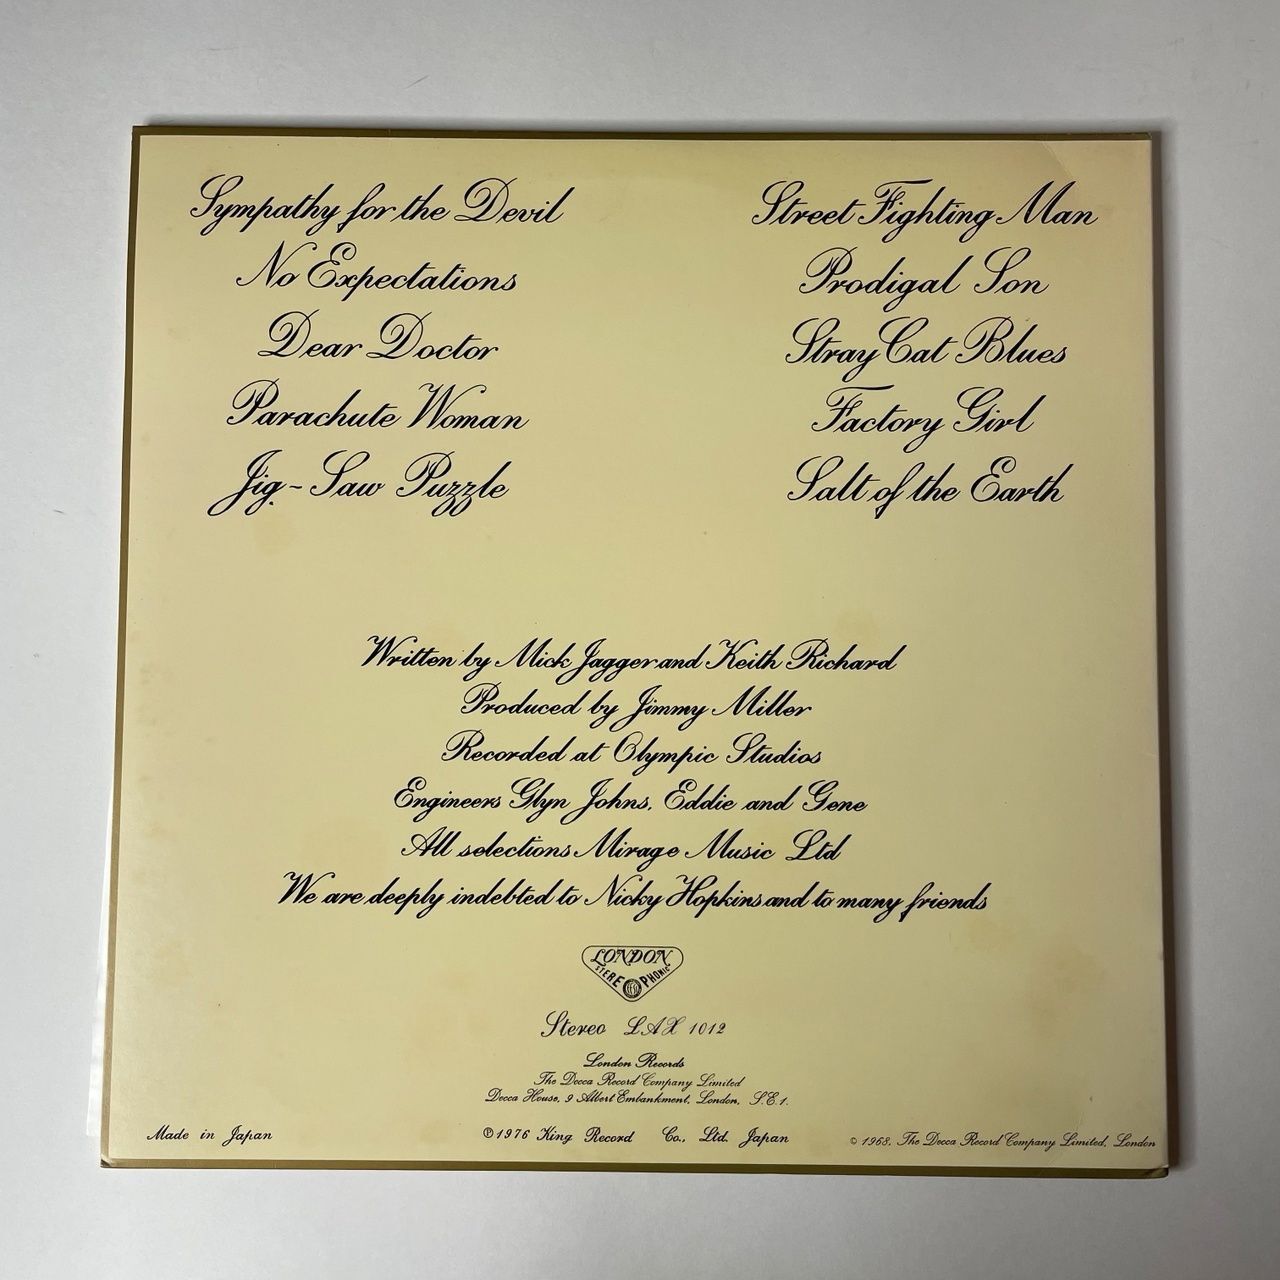 Sympathy for the Devil
No Expectations
Dear Doctor
Parachute Woman
Jig-Saw Puzzle
Street Fighting Man
Prodigal Son
Stray Cat Blues
Factory Girl
Salt of the Earth
Written by Mick Jagger and Keith Richard
Produced by Jimmy Miller
Recorded at Olympic Studios
Engineers Glyn Johns, Eddie and Gene
All selections Mirage Music Ltd
We are deeply indebted to Nicky Hopkins and to many friends
LONDON
STEREOPHONIC
Stereo LAX 1012
London Records
The Decca Record Company Limited
Decca House, 9 Albert Embankment, London, S.E.1.
Made in Japan
℗1976 King Record Co., Ltd. Japan
© 1968, The Decca Record Company Limited, London